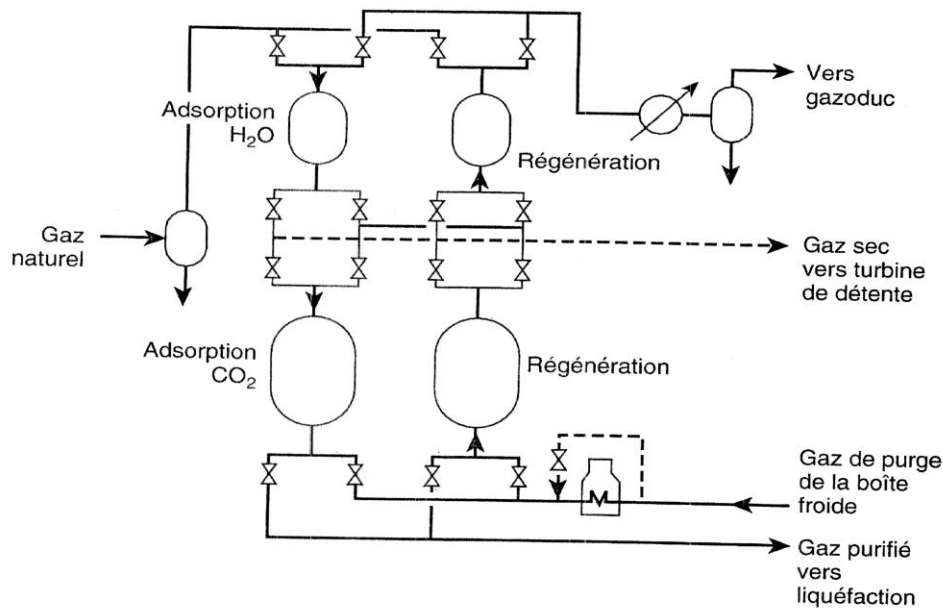 Vers
gazoduc
Adsorption
H₂O
Régénération
Gaz
naturel
Gaz sec
vers turbine
de détente
Adsorption
CO₂
Régénération
Gaz de purge
de la boîte
froide
Gaz purifié
vers
liquéfaction